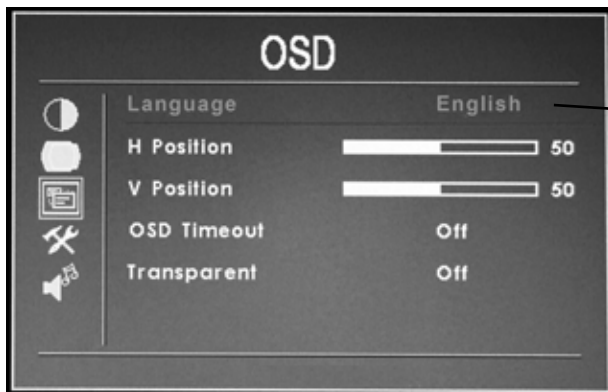 OSD
Language English
H Position 50
V Position 50
OSD Timeout Off
Transparent Off